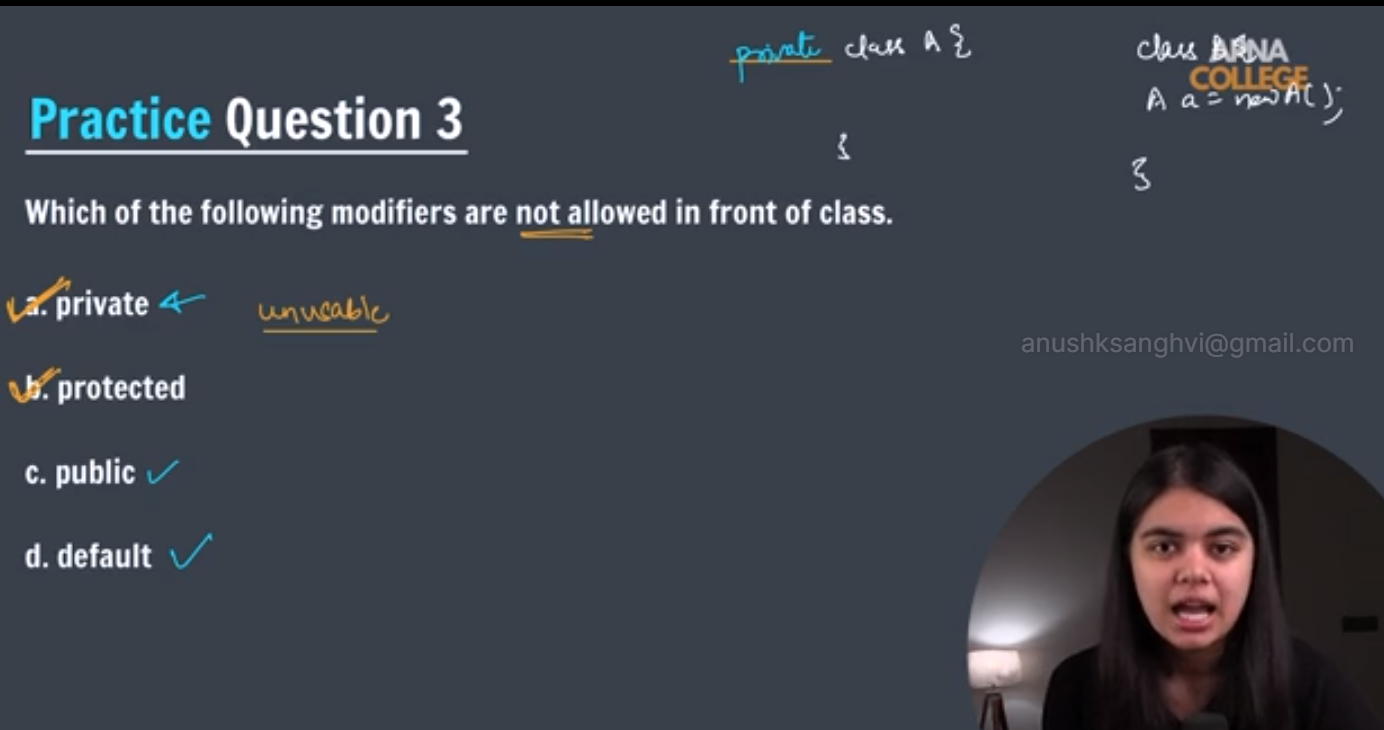 private class A {
}
class B{
A a = new A();
}
APNA
COLLEGE
Practice Question 3
Which of the following modifiers are not allowed in front of class.
a. private
unusable
b. protected
c. public
d. default
anushksanghvi@gmail.com